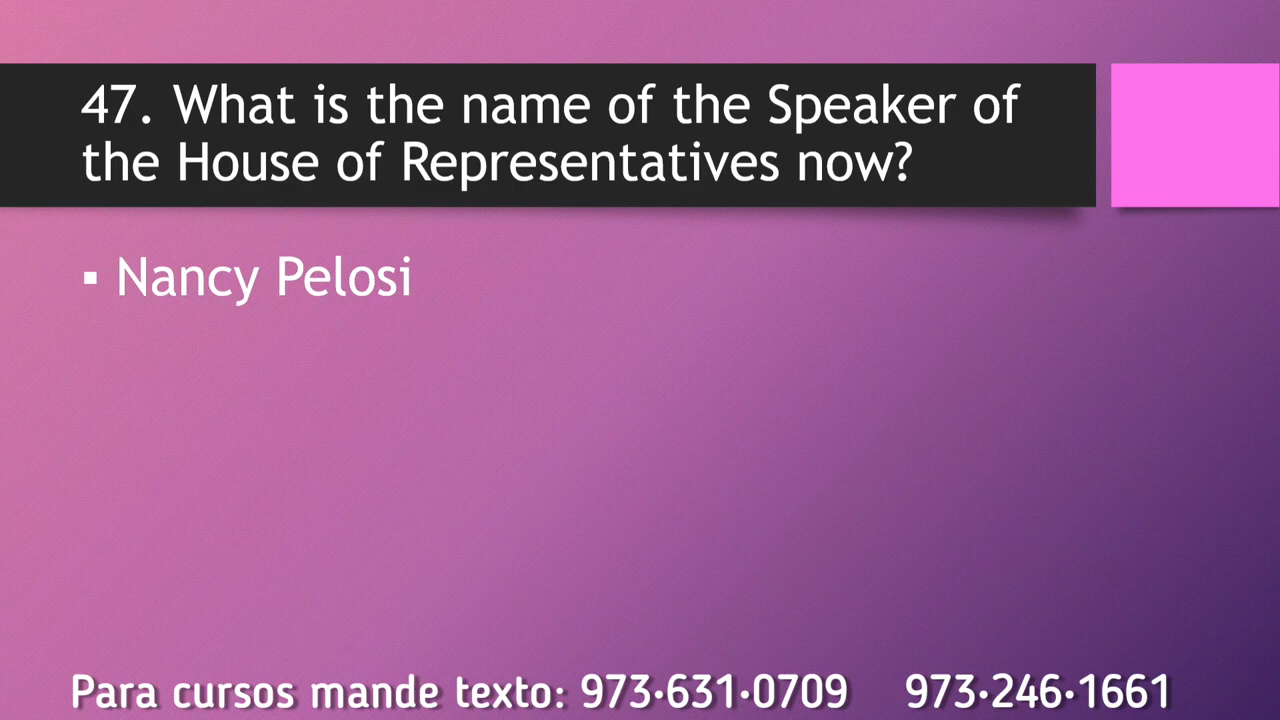 47. What is the name of the Speaker of
the House of Representatives now?
▪ Nancy Pelosi
Para cursos mande texto: 973·631·0709 973·246·1661